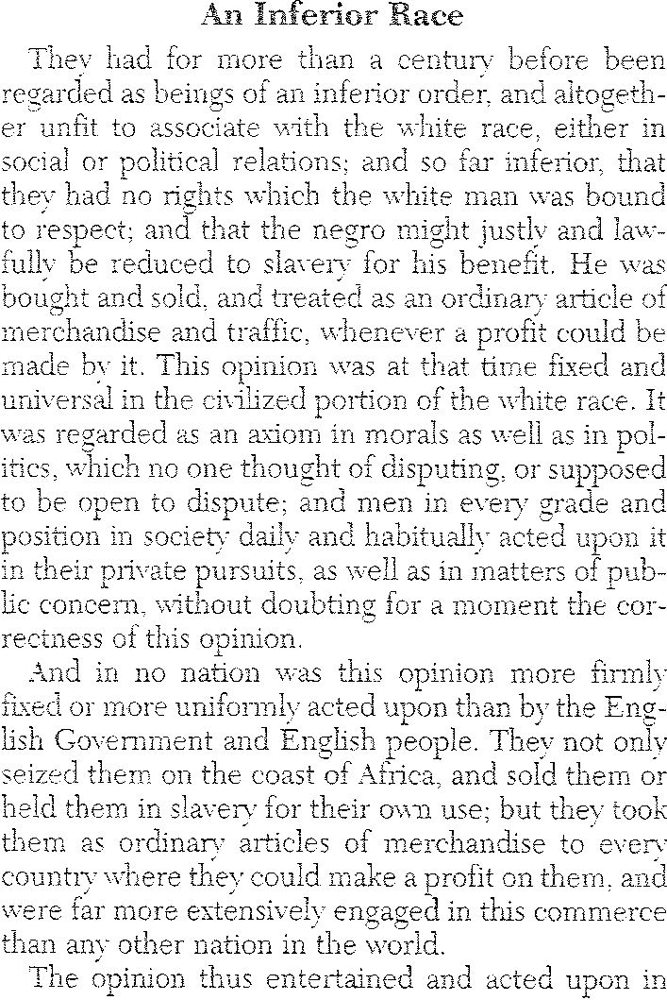 An Inferior Race
They had for more than a century before been
regarded as beings of an inferior order, and altogeth-
er unfit to associate with the white race, either in
social or political relations; and so far inferior, that
they had no rights which the white man was bound
to respect; and that the negro might justly and law-
fully be reduced to slavery for his benefit. He was
bought and sold, and treated as an ordinary article of
merchandise and traffic, whenever a profit could be
made by it. This opinion was at that time fixed and
universal in the civilized portion of the white race. It
was regarded as an axiom in morals as well as in pol-
itics, which no one thought of disputing, or supposed
to be open to dispute; and men in every grade and
position in society daily and habitually acted upon it
in their private pursuits, as well as in matters of pub-
lic concern, without doubting for a moment the cor-
rectness of this opinion.
And in no nation was this opinion more firmly
fixed or more uniformly acted upon than by the Eng-
lish Government and English people. They not only
seized them on the coast of Africa, and sold them or
held them in slavery for their own use; but they took
them as ordinary articles of merchandise to every
country where they could make a profit on them, and
were far more extensively engaged in this commerce
than any other nation in the world.
The opinion thus entertained and acted upon in